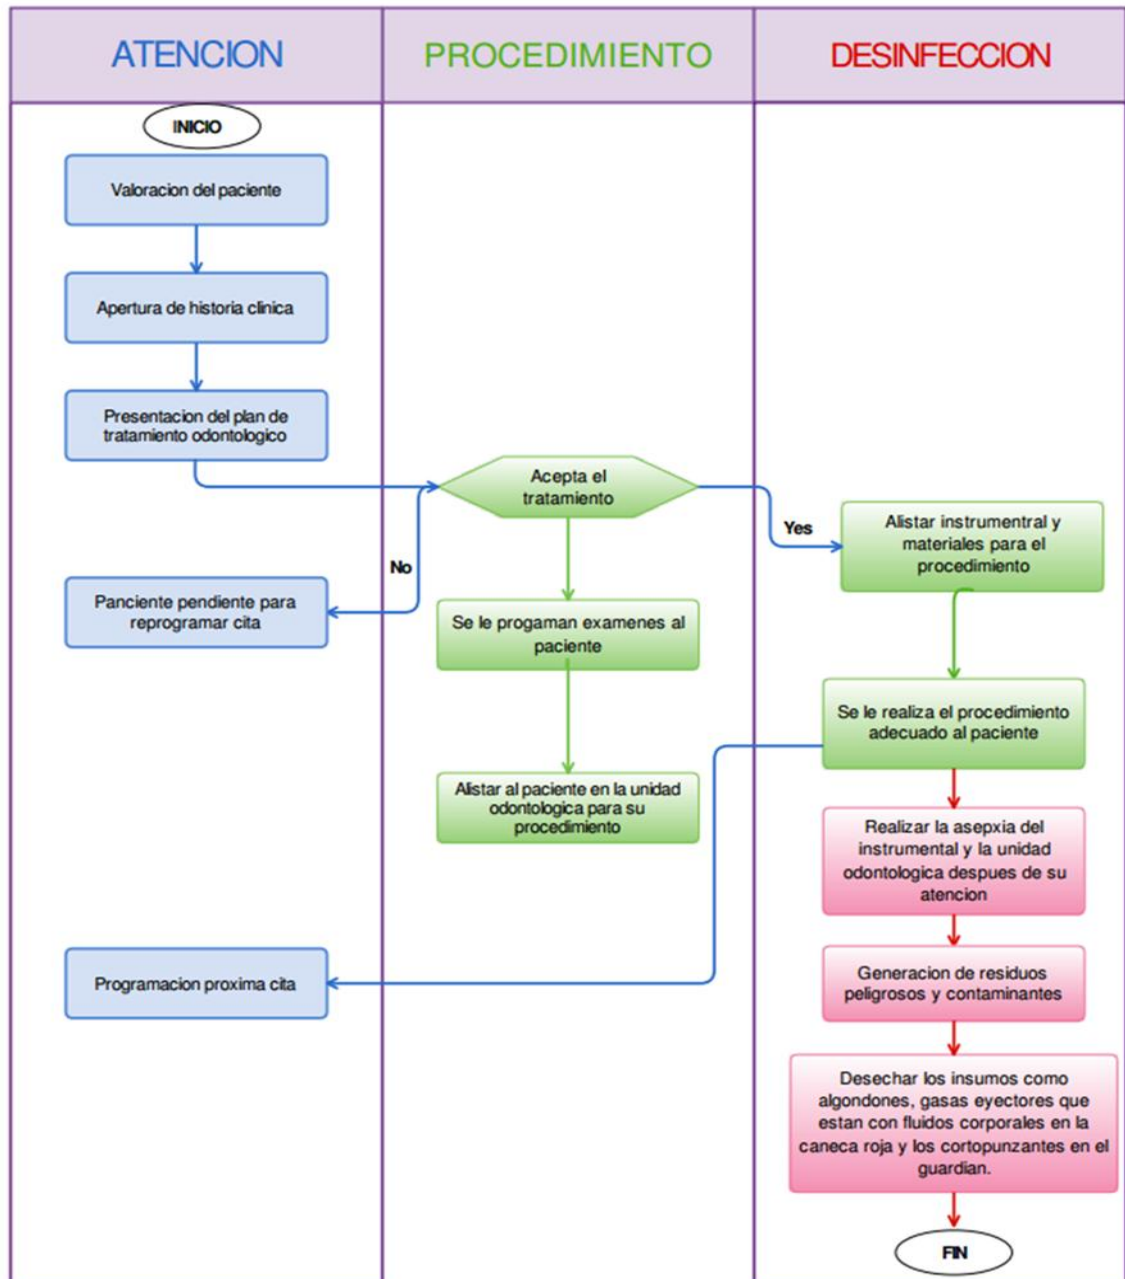 ATENCION
PROCEDIMIENTO
DESINFECCION
INICIO
Valoracion del paciente
Apertura de historia clinica
Presentacion del plan de
tratamiento odontologico
Acepta el
tratamiento
Yes
Alistar instrumentral y
materiales para el
procedimiento
No
Panciente pendiente para
reprogramar cita
Se le progaman examenes al
paciente
Se le realiza el procedimiento
adecuado al paciente
Alistar al paciente en la unidad
odontologica para su
procedimiento
Realizar la asepxia del
instrumental y la unidad
odontologica despues de su
atencion
Programacion proxima cita
Generacion de residuos
peligrosos y contaminantes
Desechar los insumos como
algondones, gasas eyectores que
estan con fluidos corporales en la
caneca roja y los cortopunzantes en el
guardian.
FIN